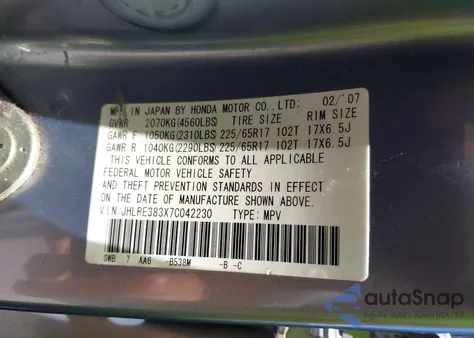 MFD. IN JAPAN BY HONDA MOTOR CO.,LTD: 02/'07
GVWR 2070KG(4560LBS) TIRE SIZE RIM SIZE
GAWR F 1050KG(2310LBS) 225/65R17 102T 17X6.5J
GAWR R 1040KG(2290LBS) 225/65R17 102T 17X6.5J
THIS VEHICLE CONFORMS TO ALL APPLICABLE
FEDERAL MOTOR VEHICLE SAFETY
AND THEFT PREVENTION STANDARDS IN EFFECT
ON THE DATE OF MANUFACTURE SHOWN ABOVE.
VIN:JHLRE383X7C042230 TYPE: MPV
SWB 7 AA6 -B538M -B -C
autoSnap